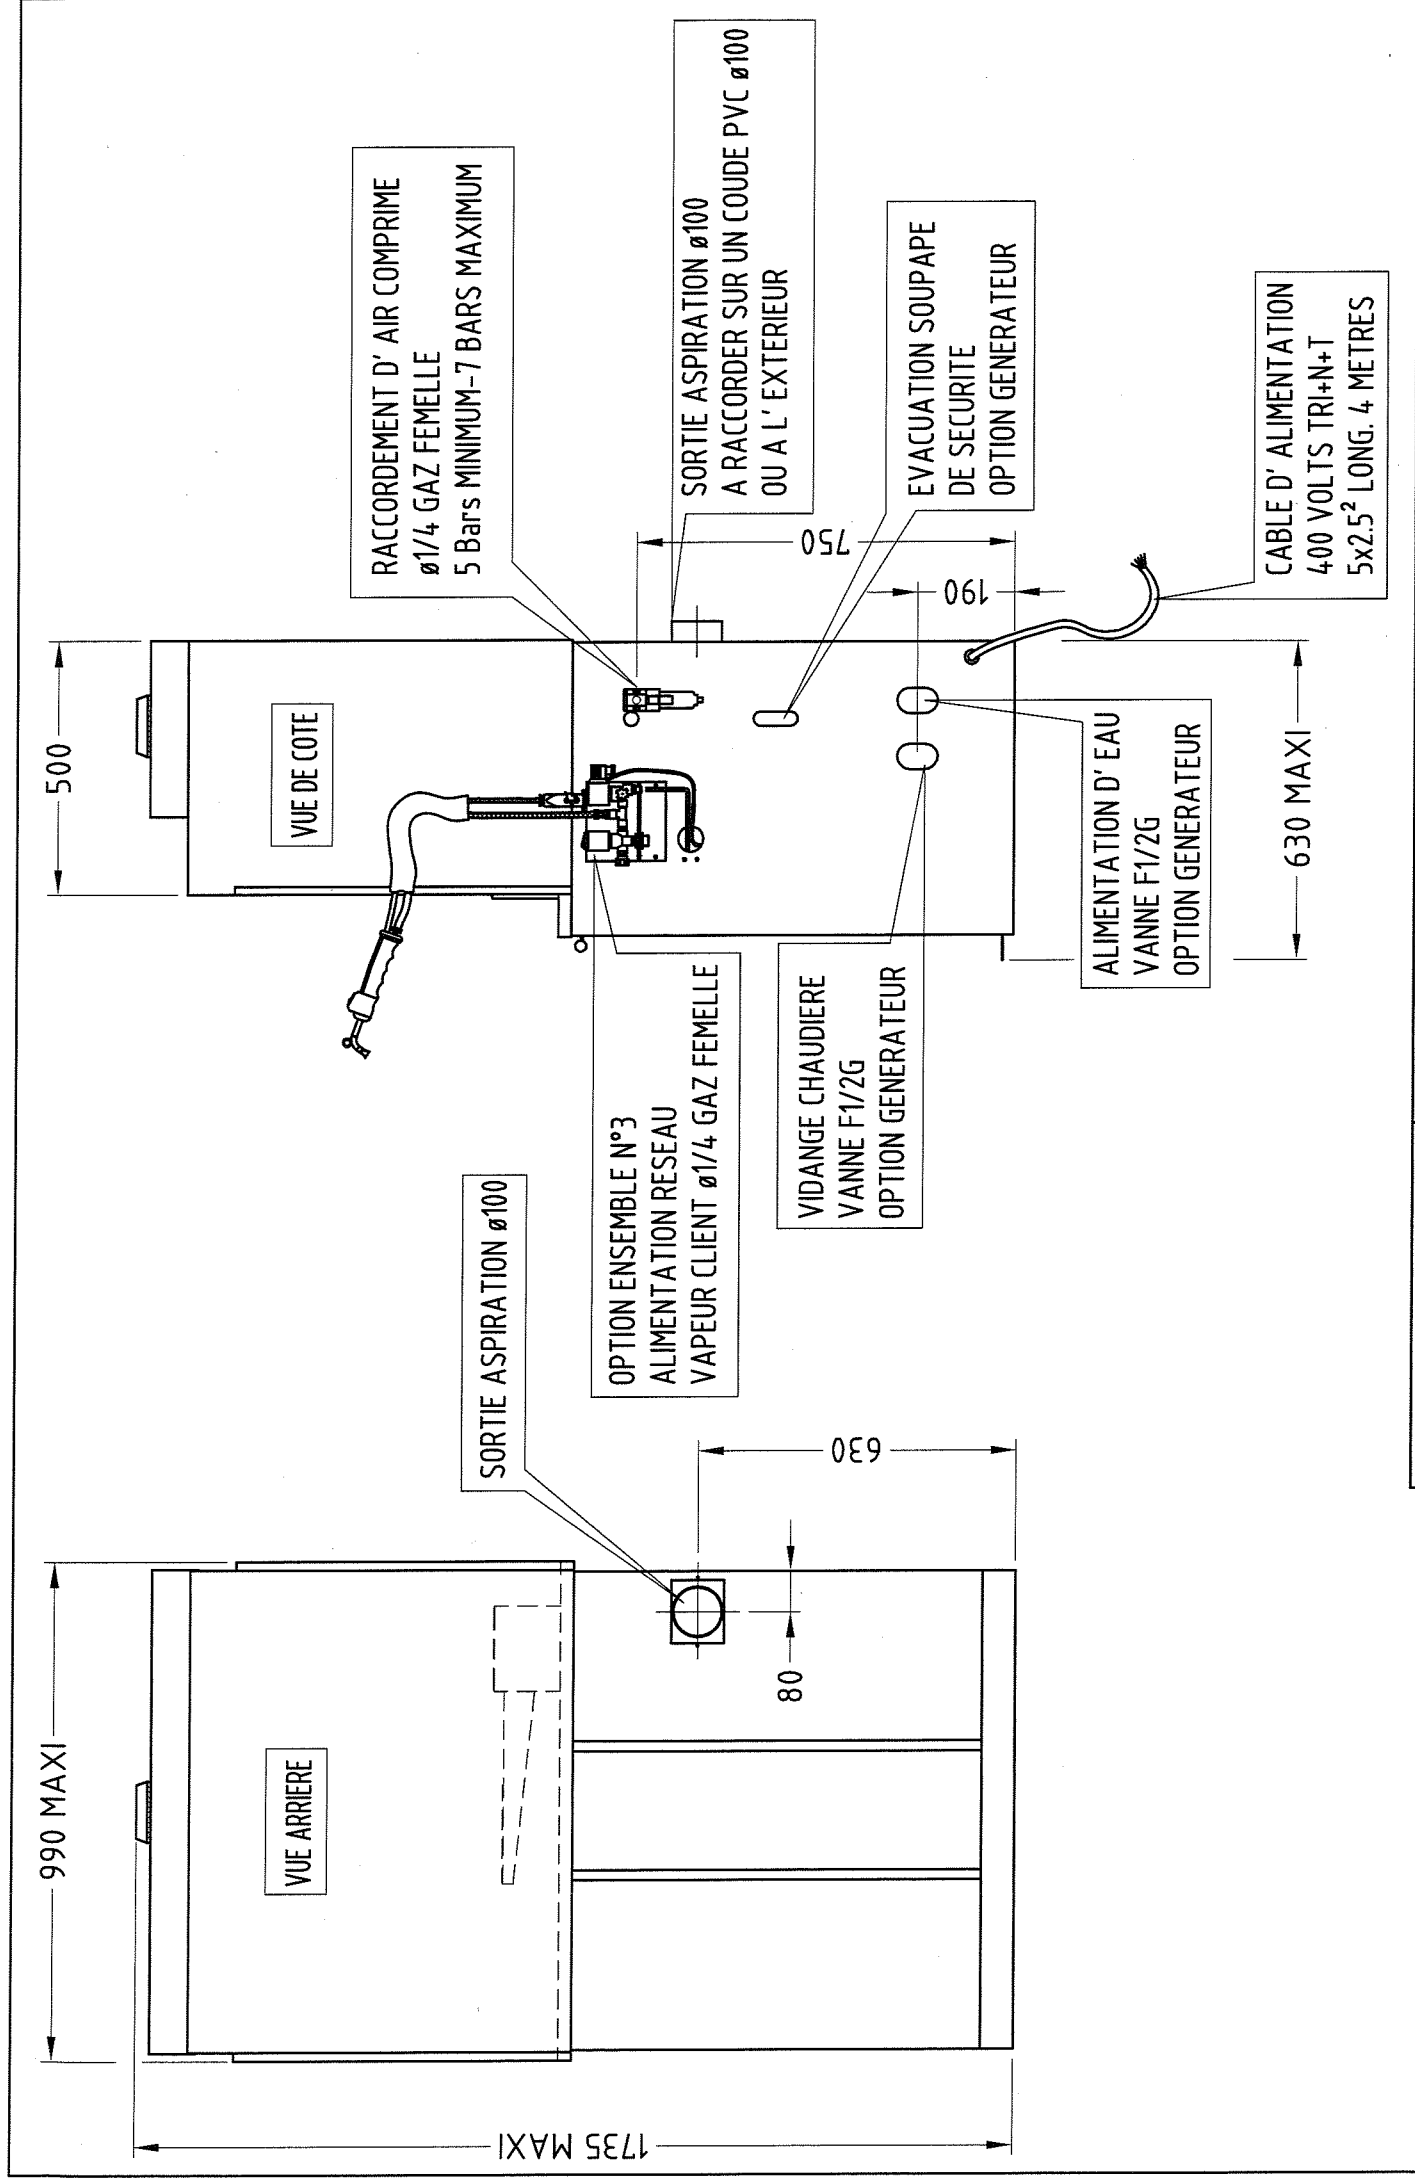 990 MAXI
1735 MAXI
VUE ARRIERE
SORTIE ASPIRATION ø100
80
630
500
VUE DE COTE
RACCORDEMENT D' AIR COMPRIME
ø1/4 GAZ FEMELLE
5 Bars MINIMUM-7 BARS MAXIMUM
SORTIE ASPIRATION ø100
A RACCORDER SUR UN COUDE PVC ø100
OU A L' EXTERIEUR
750
190
EVACUATION SOUPAPE
DE SECURITE
OPTION GENERATEUR
CABLE D' ALIMENTATION
400 VOLTS TRI+N+T
5x2.5² LONG. 4 METRES
OPTION ENSEMBLE N°3
ALIMENTATION RESEAU
VAPEUR CLIENT ø1/4 GAZ FEMELLE
VIDANGE CHAUDIERE
VANNE F1/2G
OPTION GENERATEUR
ALIMENTATION D' EAU
VANNE F1/2G
OPTION GENERATEUR
630 MAXI